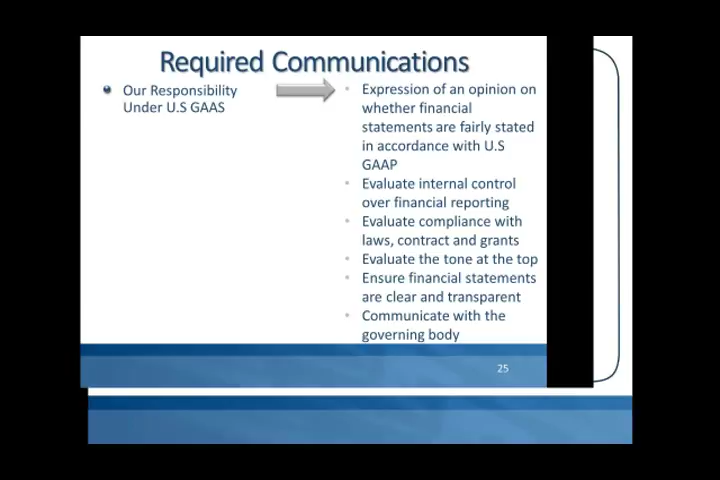 Required Communications
Our Responsibility
Under U.S GAAS
Expression of an opinion on
whether financial
statements are fairly stated
in accordance with U.S
GAAP
Evaluate internal control
over financial reporting
Evaluate compliance with
laws, contract and grants
Evaluate the tone at the top
Ensure financial statements
are clear and transparent
Communicate with the
governing body
25